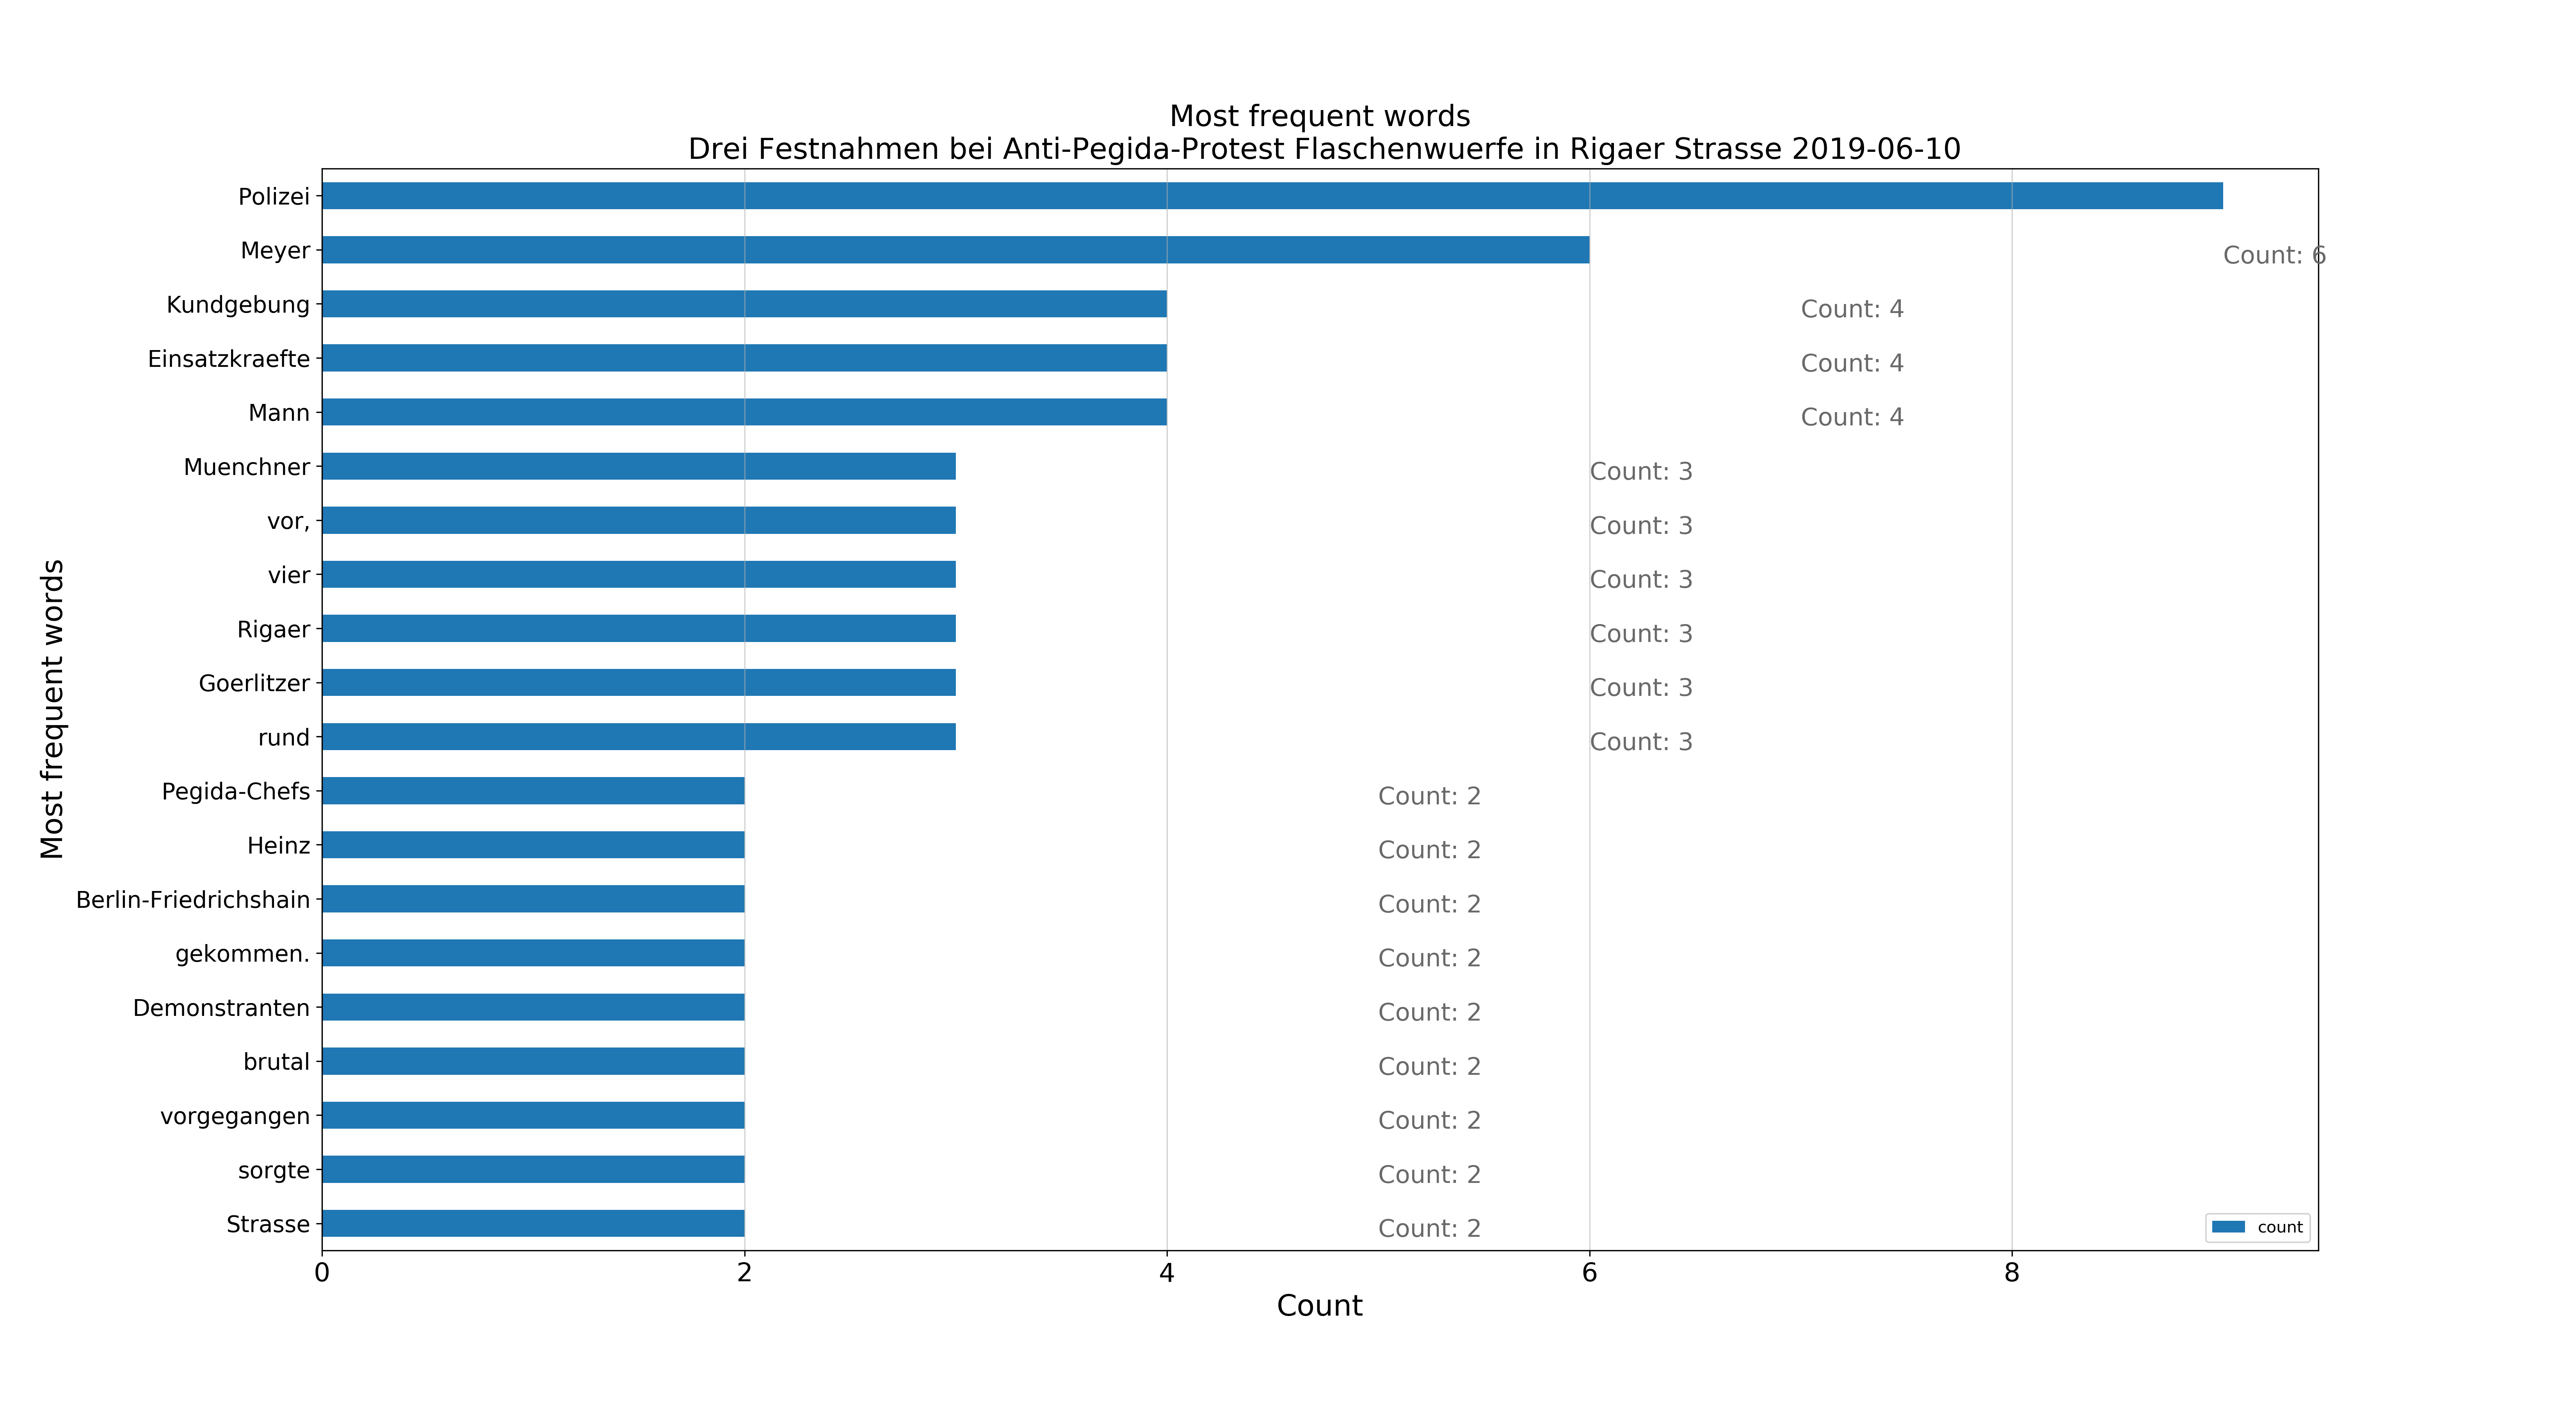 Most frequent words
Drei Festnahmen bei Anti-Pegida-Protest Flaschenwuerfe in Rigaer Strasse 2019-06-10
Most frequent words
Polizei
Meyer Count: 6
Kundgebung Count: 4
Einsatzkraefte Count: 4
Mann Count: 4
Muenchner Count: 3
vor, Count: 3
vier Count: 3
Rigaer Count: 3
Goerlitzer Count: 3
rund Count: 3
Pegida-Chefs Count: 2
Heinz Count: 2
Berlin-Friedrichshain Count: 2
gekommen. Count: 2
Demonstranten Count: 2
brutal Count: 2
vorgegangen Count: 2
sorgte Count: 2
Strasse Count: 2
count
0 2 4 6 8
Count